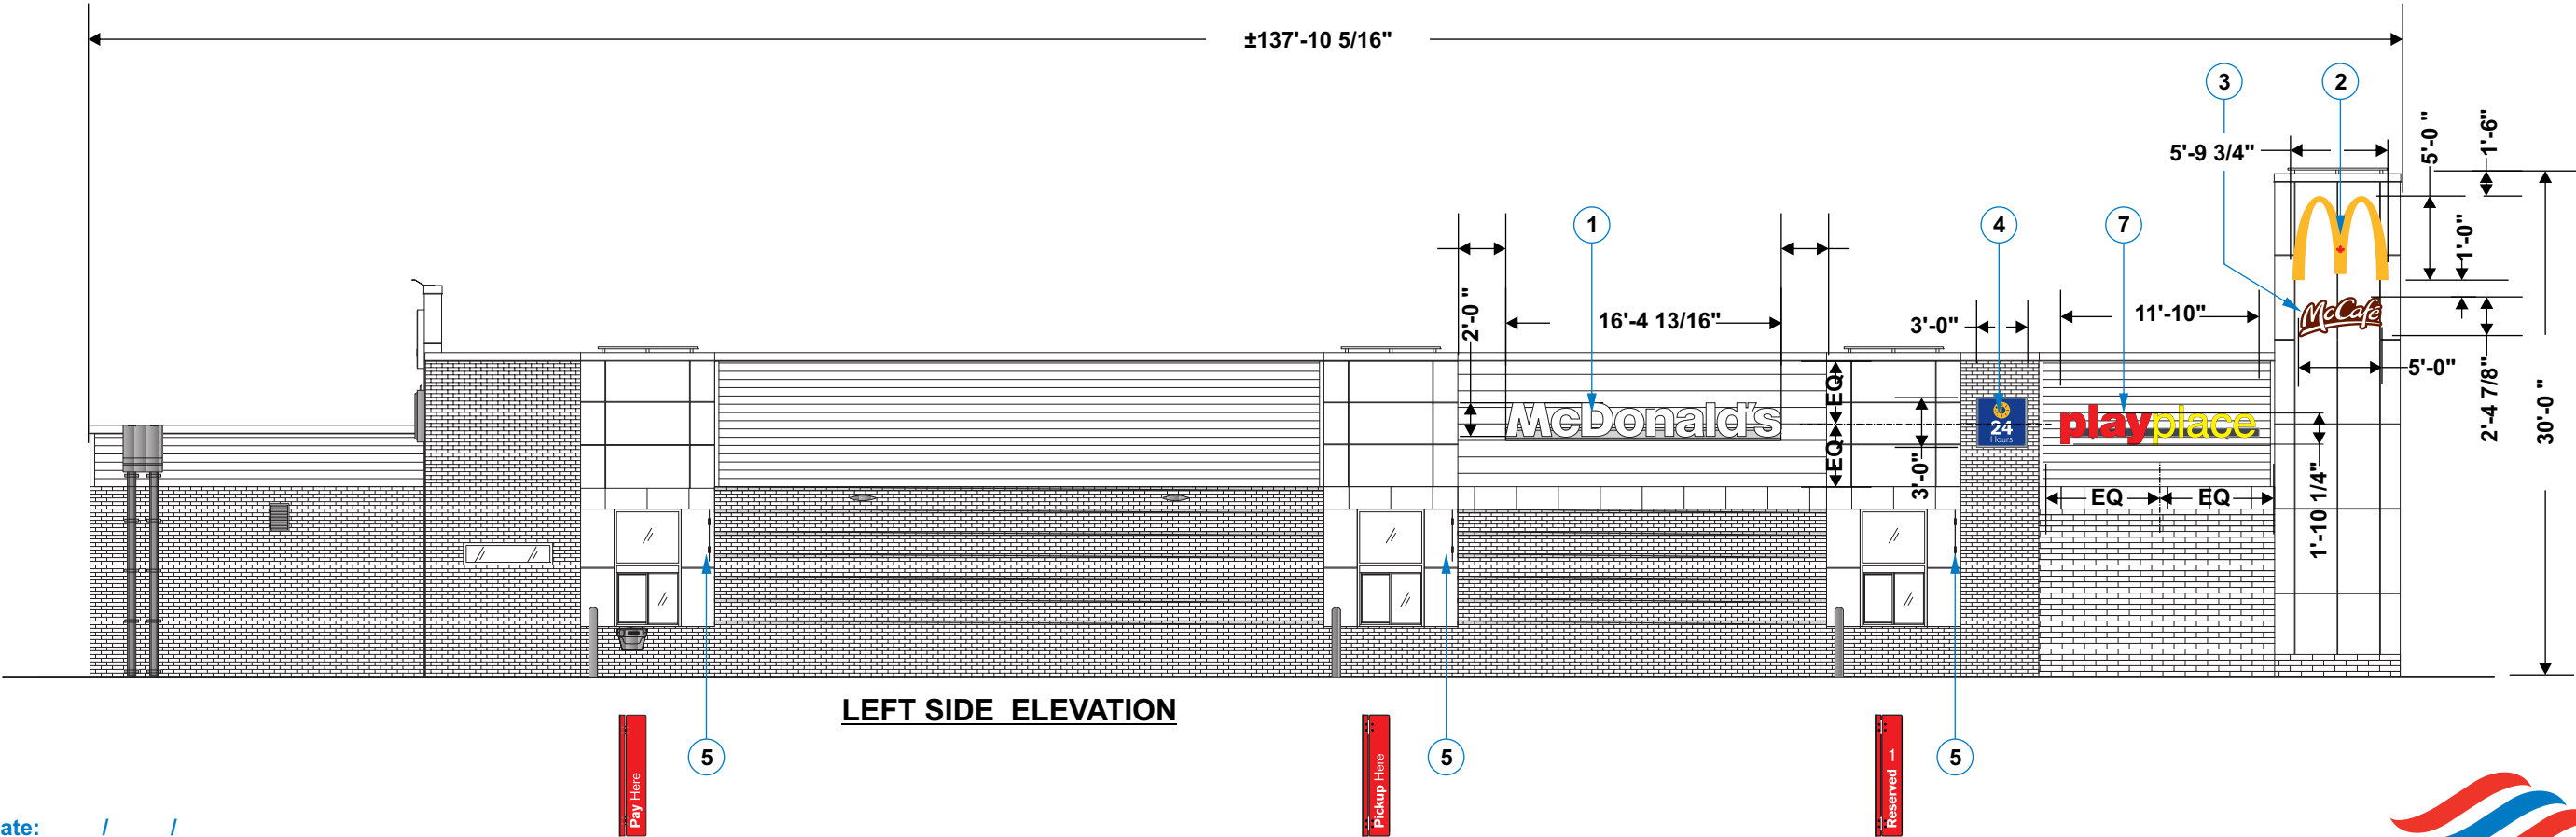 ±137'-10 5/16"
3
2
5'-9 3/4"
5'-0 "
1'-6"
1
4
7
1'-0"
2'-0 "
16'-4 13/16"
3'-0"
11'-10"
McCafé
5'-0"
2'-4 7/8"
30'-0 "
EQ
EQ
McDonald's
3'-0"
24
Hours
playplace
EQ
EQ
1'-10 1/4"
LEFT SIDE ELEVATION
Pay Here
5
Pickup Here
5
Reserved 1
5
ate: / /